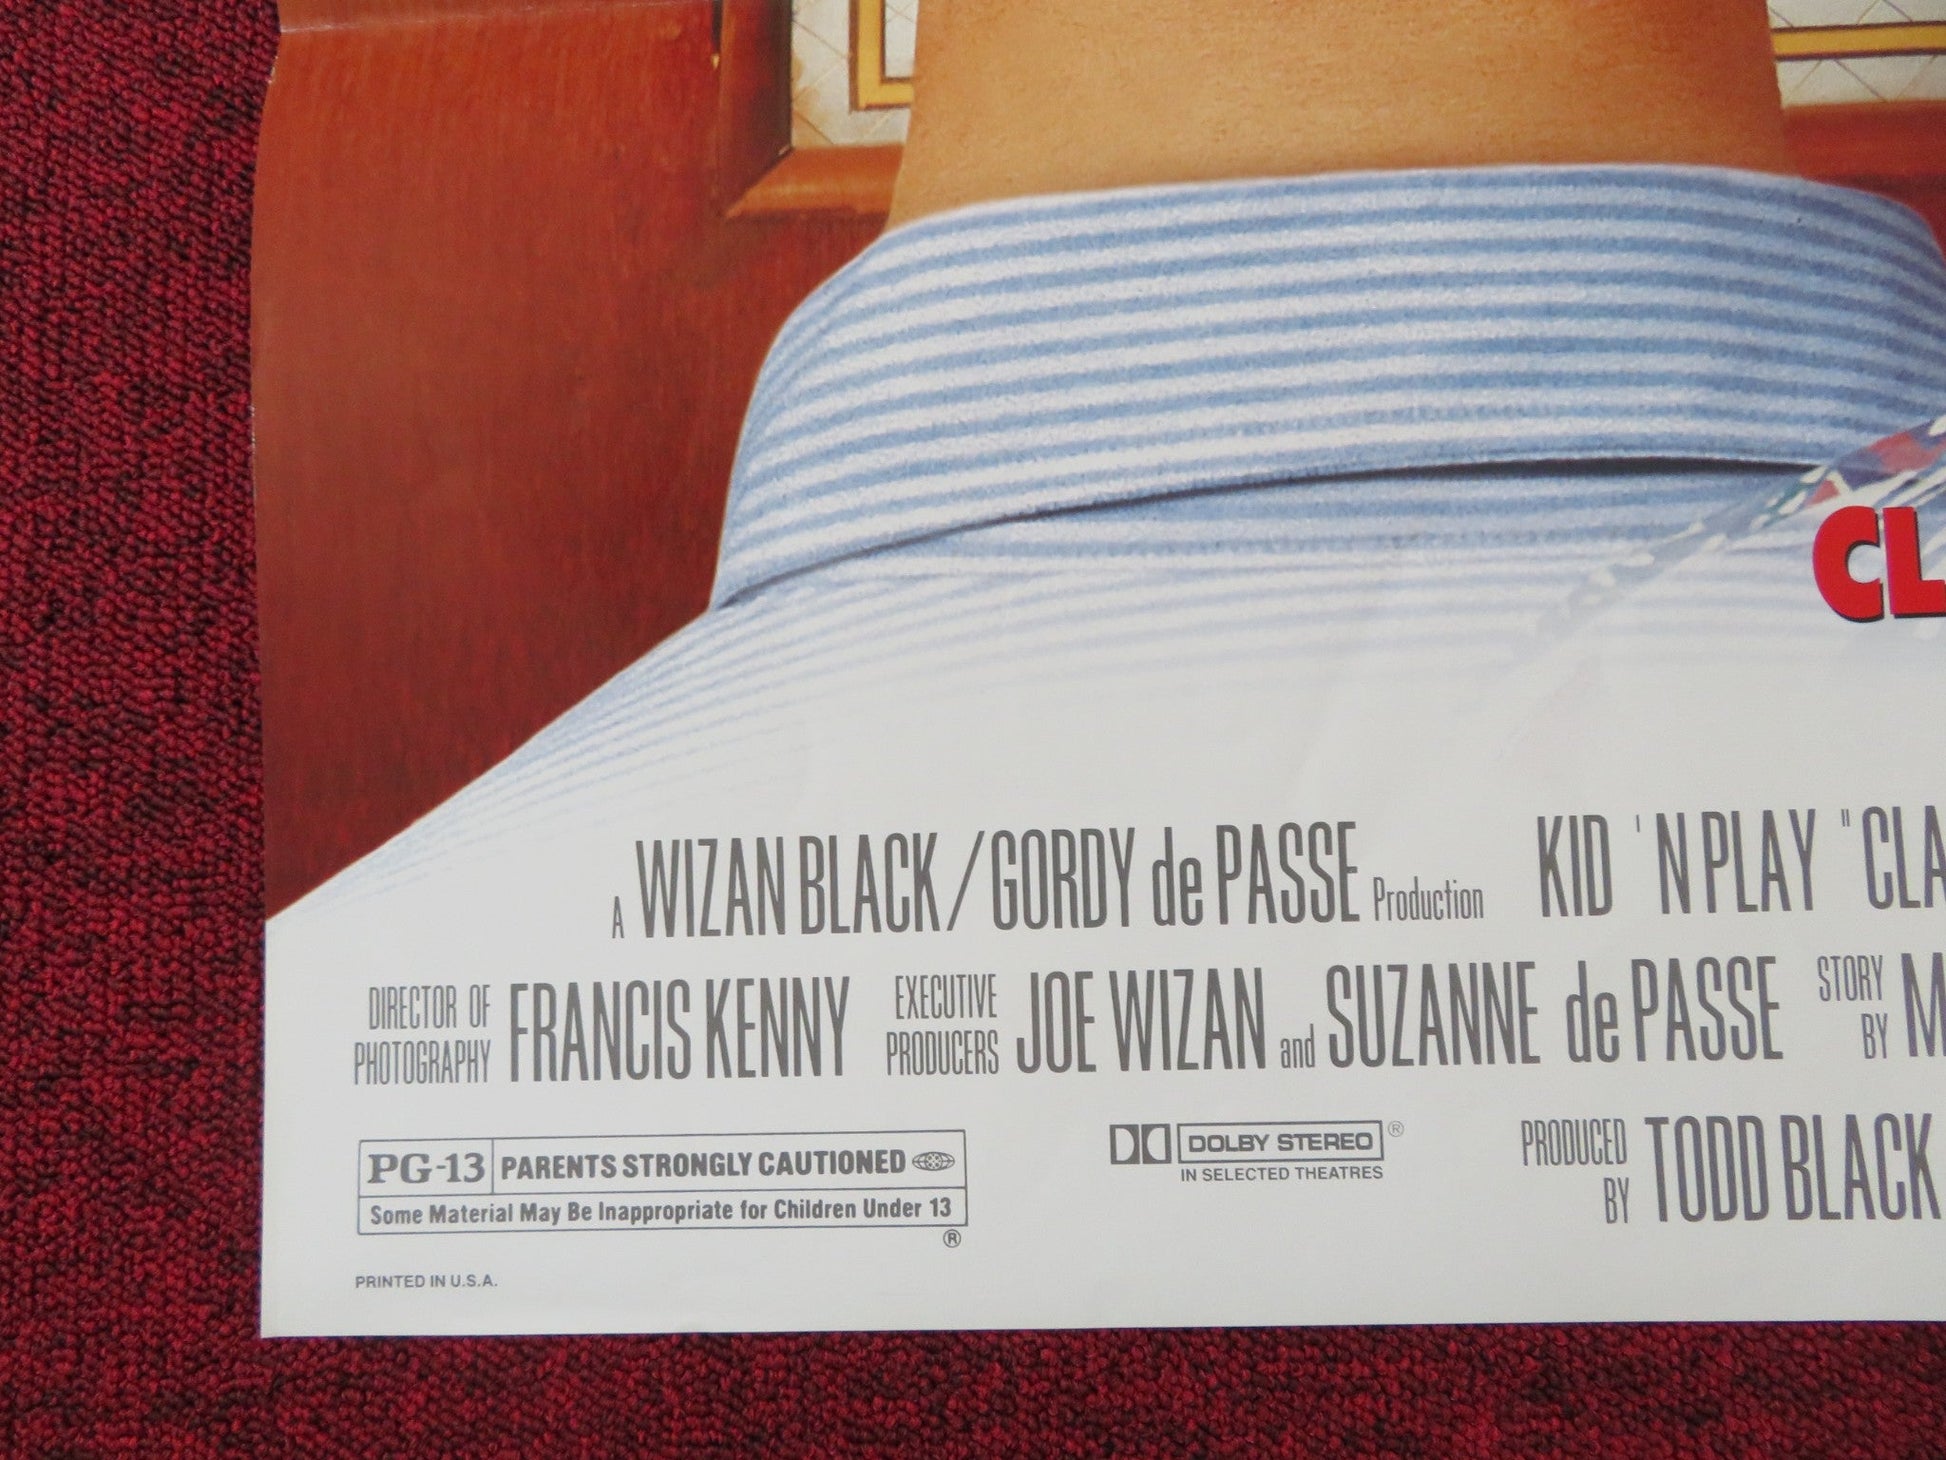 CL
A WIZAN BLACK/GORDY de PASSE Production KID 'N PLAY "CLA
DIRECTOR OF PHOTOGRAPHY FRANCIS KENNY EXECUTIVE PRODUCERS JOE WIZAN and SUZANNE de PASSE STORY BY M
PG-13 PARENTS STRONGLY CAUTIONED
Some Material May Be Inappropriate for Children Under 13
®
DOLBY STEREO ®
IN SELECTED THEATRES
PRODUCED BY TODD BLACK
PRINTED IN U.S.A.